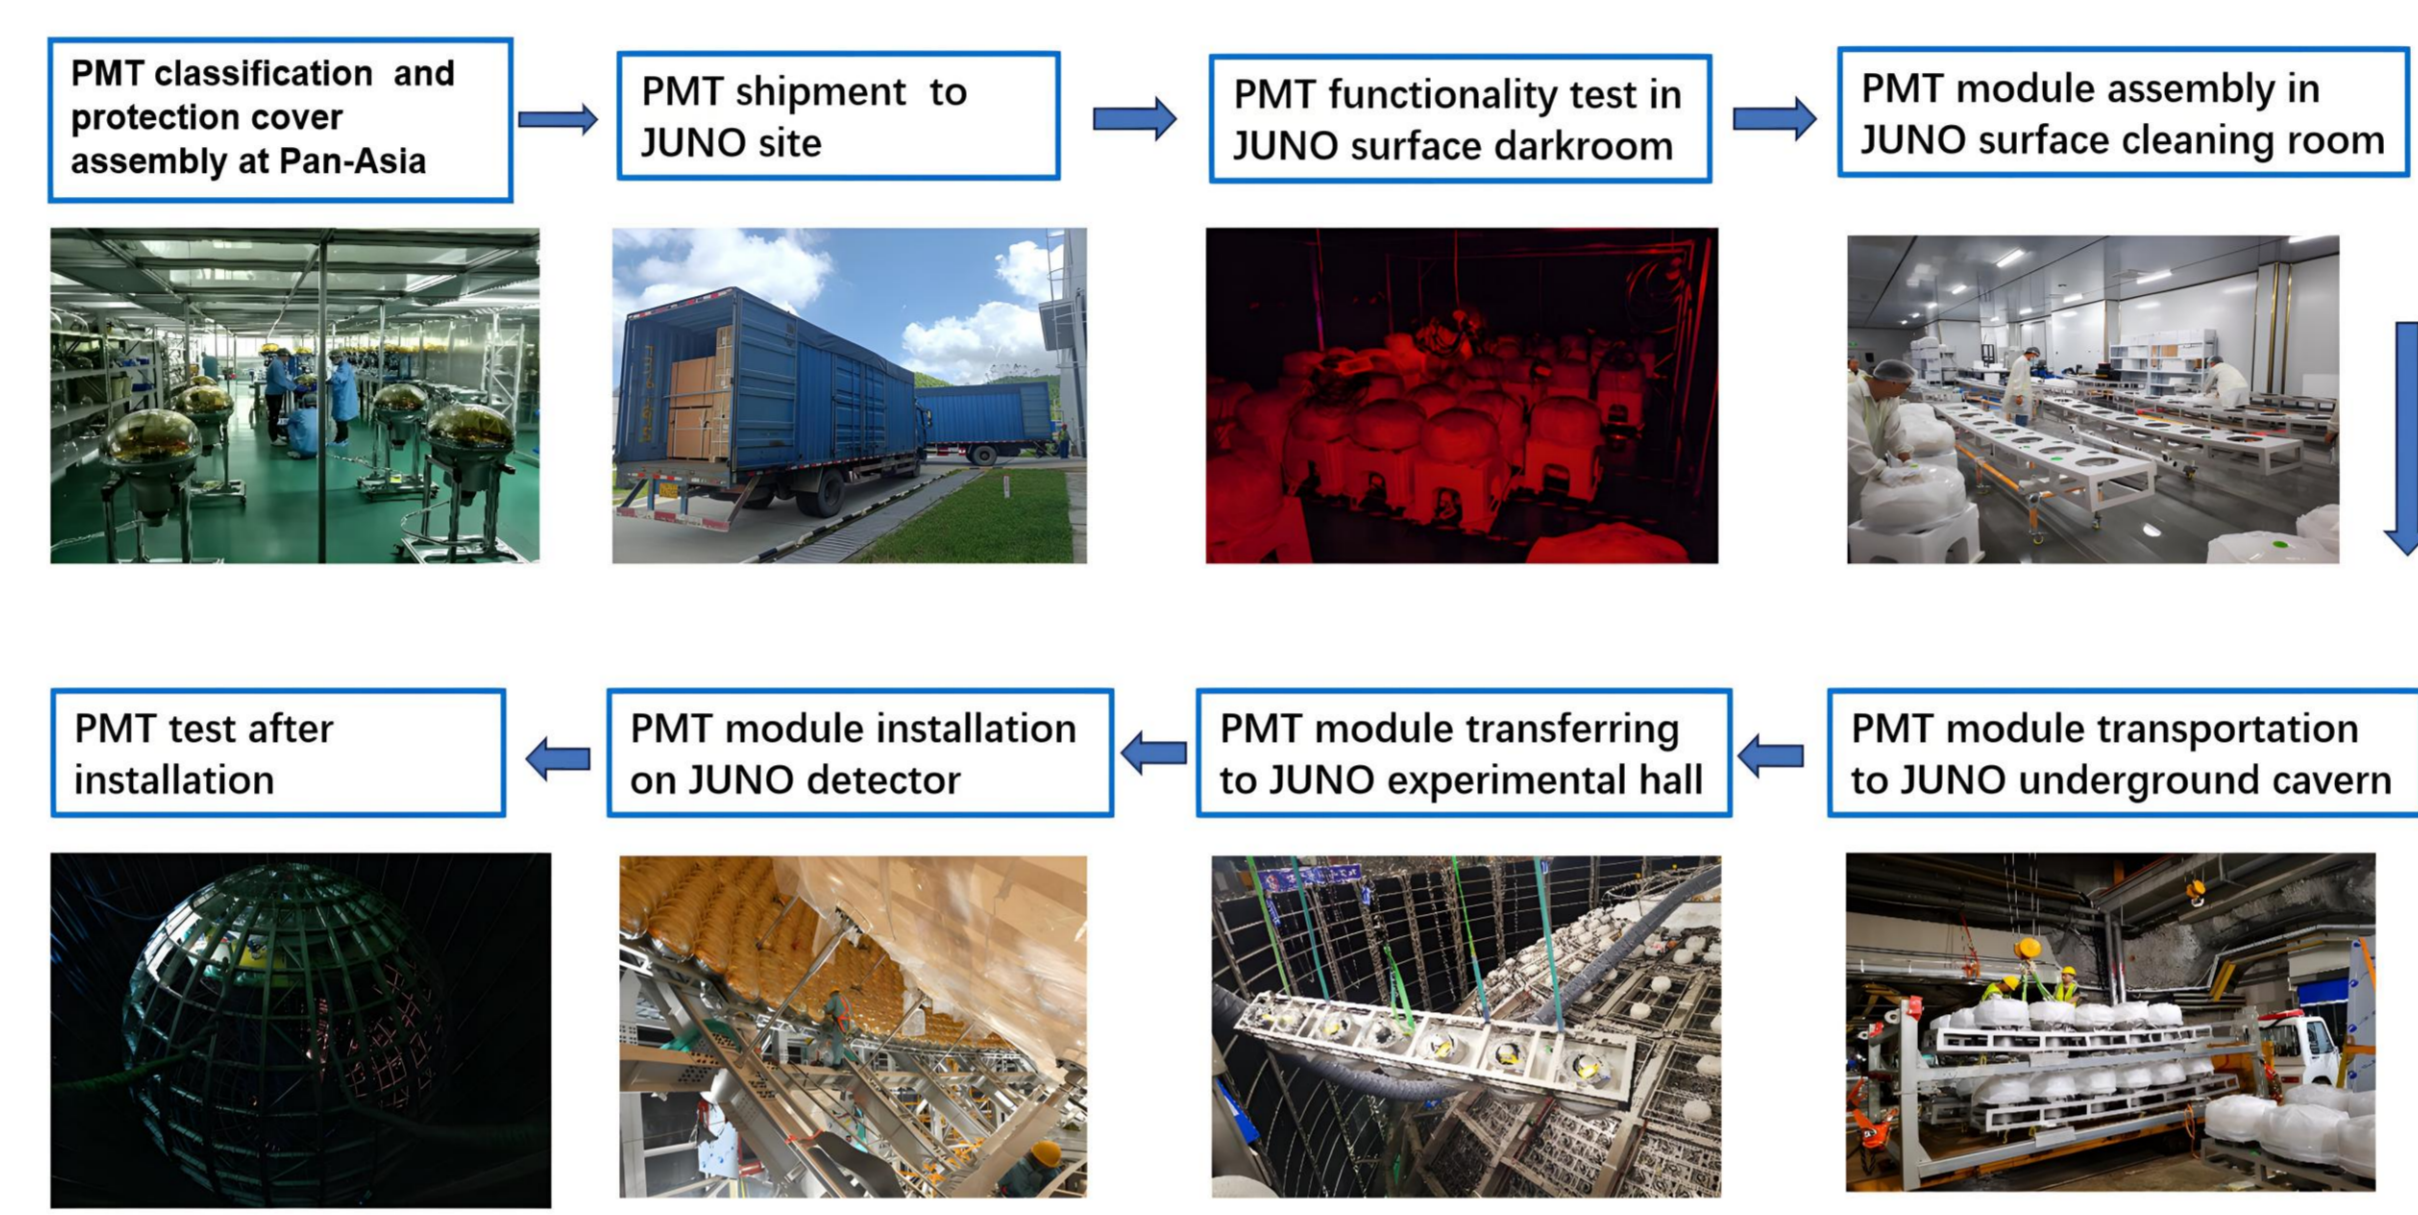 PMT classification and
protection cover
assembly at Pan-Asia
PMT shipment to
JUNO site
PMT functionality test in
JUNO surface darkroom
PMT module assembly in
JUNO surface cleaning room
PMT test after
installation
PMT module installation
on JUNO detector
PMT module transferring
to JUNO experimental hall
PMT module transportation
to JUNO underground cavern